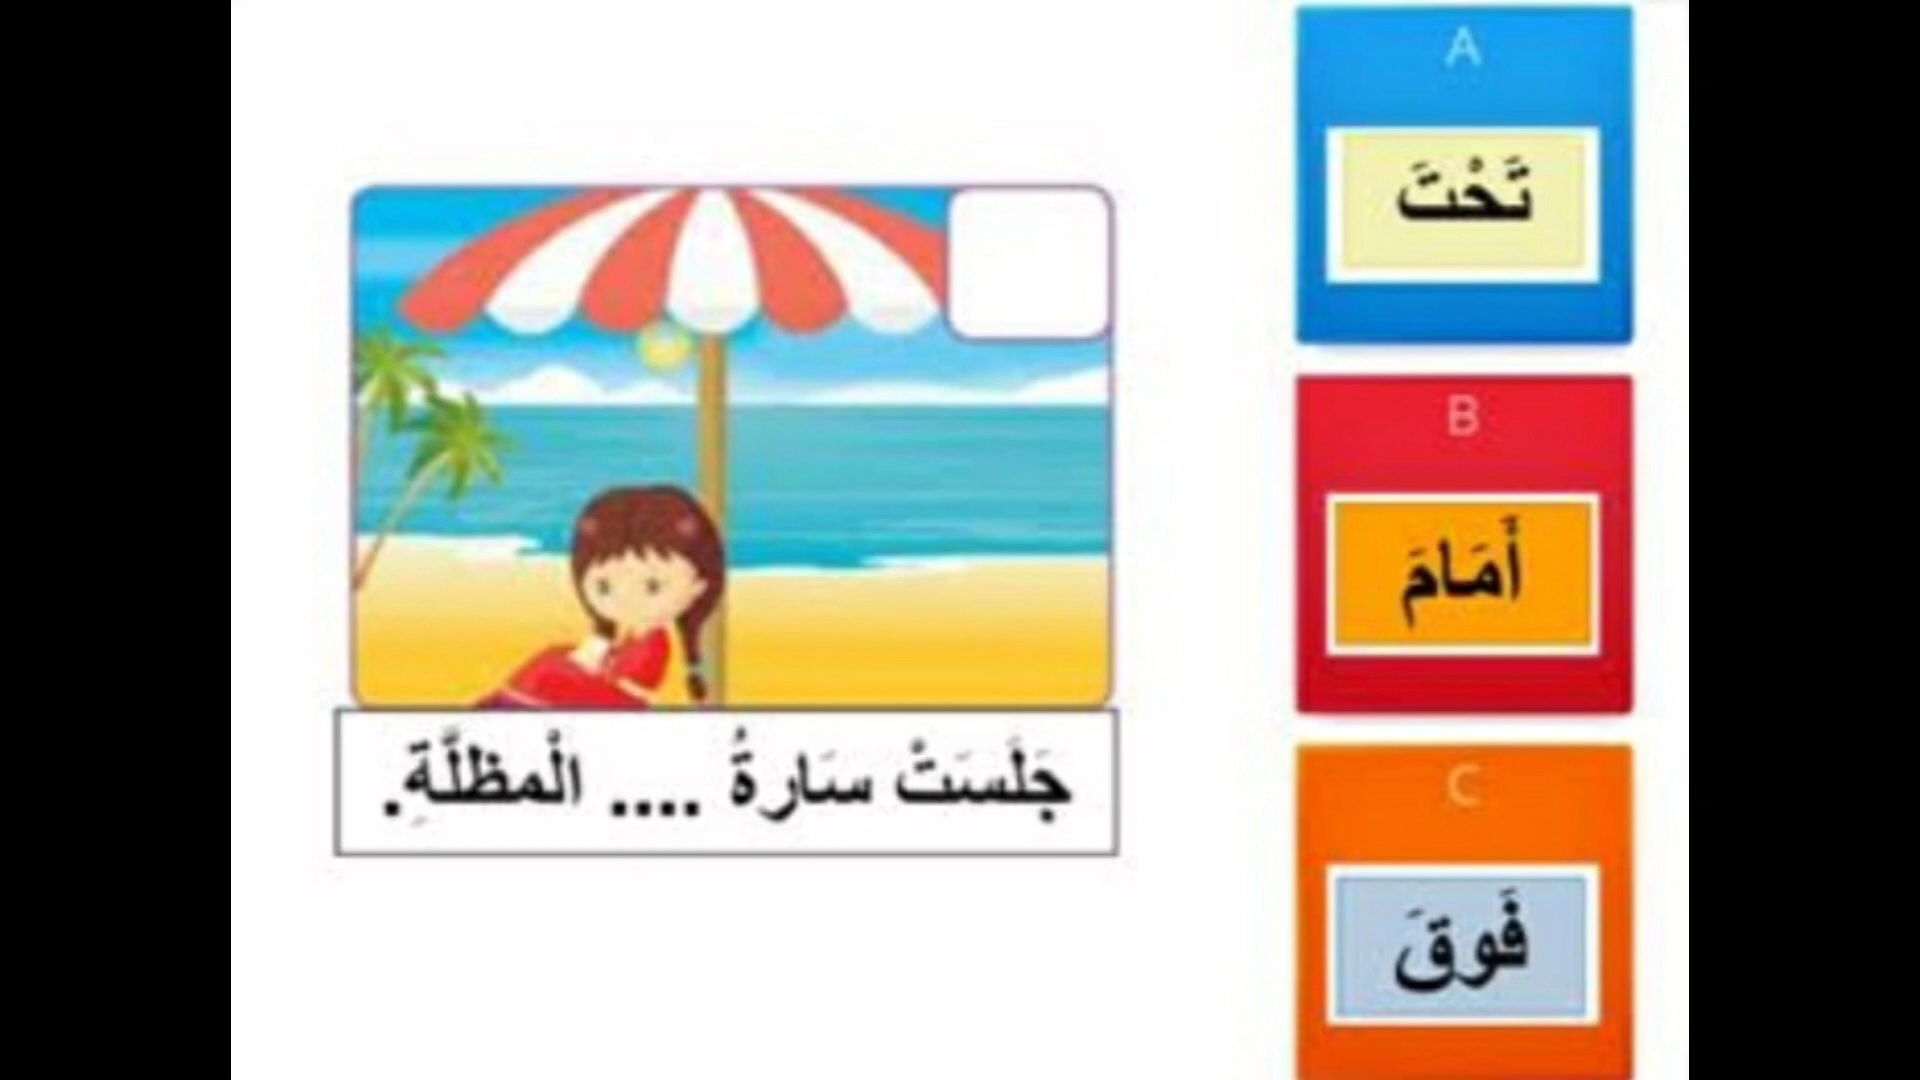 A
تَحْتَ
B
أَمَامَ
C
فَوقَ
جَلَسَتْ سَارةُ .... الْمظلَّةِ.